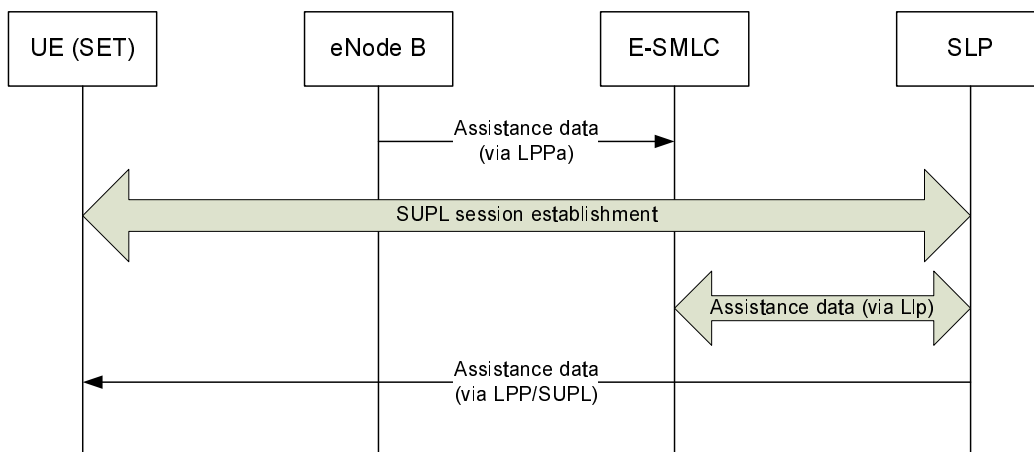 UE (SET)
eNode B
E-SMLC
SLP
Assistance data
(via LPPa)
SUPL session establishment
Assistance data (via Llp)
Assistance data
(via LPP/SUPL)